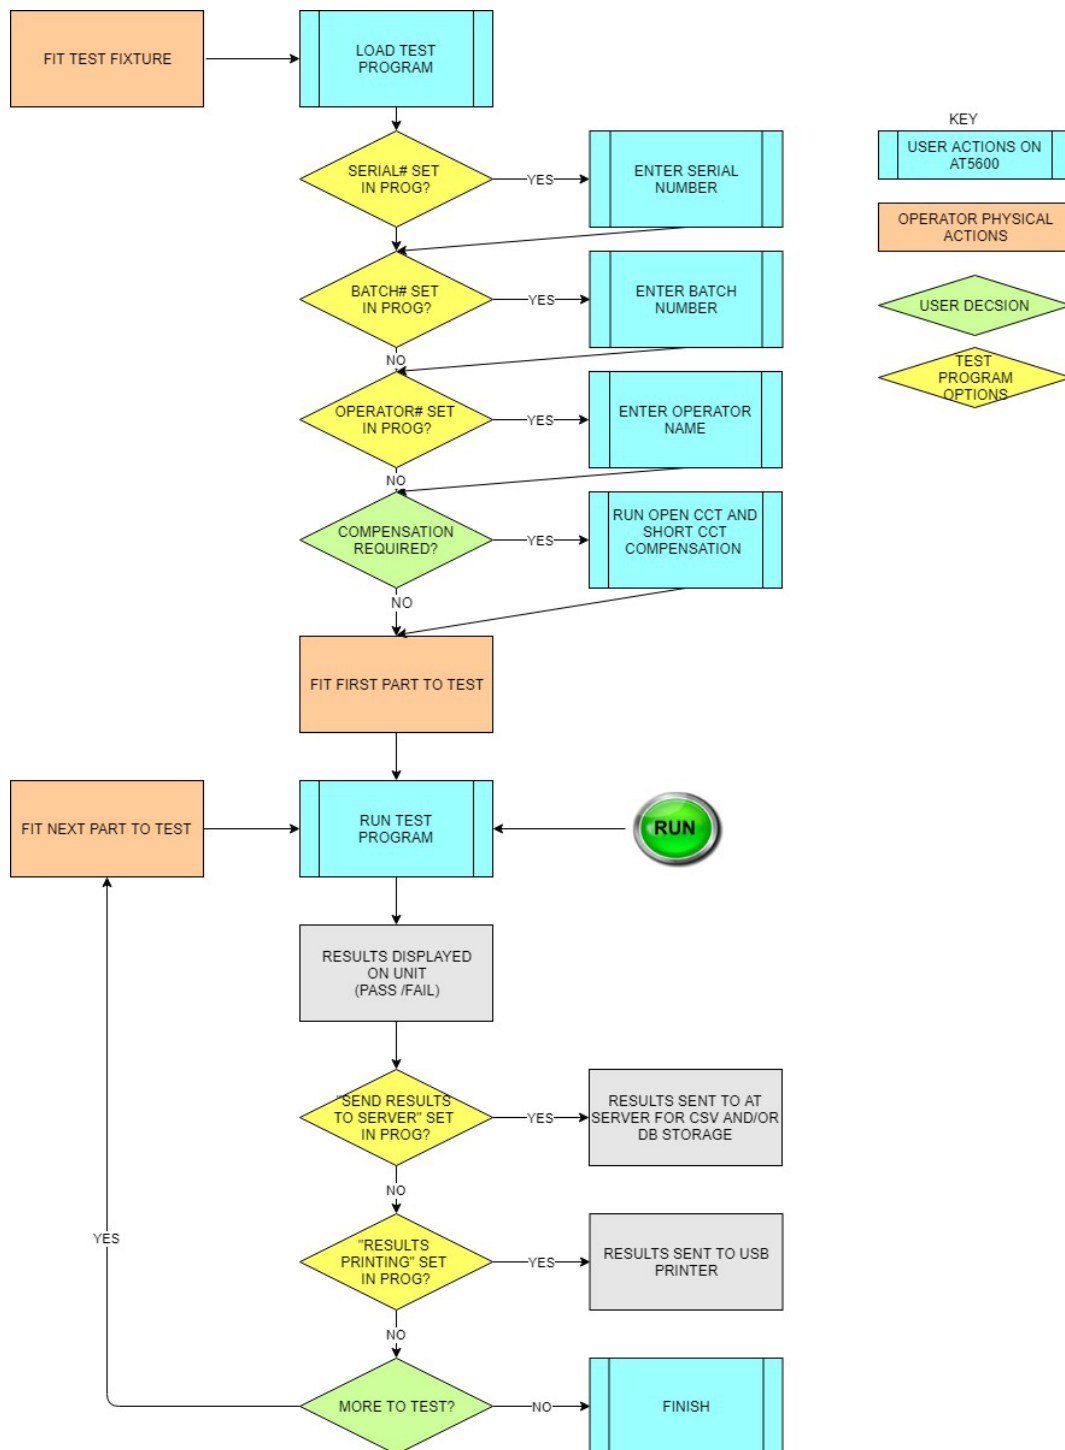 FIT TEST FIXTURE
LOAD TEST
PROGRAM
KEY
USER ACTIONS ON
AT5600
SERIAL# SET
IN PROG?
YES
ENTER SERIAL
NUMBER
OPERATOR PHYSICAL
ACTIONS
BATCH# SET
IN PROG?
YES
ENTER BATCH
NUMBER
USER DECSION
NO
TEST
PROGRAM
OPTIONS
OPERATOR# SET
IN PROG?
YES
ENTER OPERATOR
NAME
NO
COMPENSATION
REQUIRED?
YES
RUN OPEN CCT AND
SHORT CCT
COMPENSATION
NO
FIT FIRST PART TO TEST
FIT NEXT PART TO TEST
RUN TEST
PROGRAM
RUN
RESULTS DISPLAYED
ON UNIT
(PASS /FAIL)
"SEND RESULTS
TO SERVER" SET
IN PROG?
YES
RESULTS SENT TO AT
SERVER FOR CSV AND/OR
DB STORAGE
NO
YES
"RESULTS
PRINTING" SET
IN PROG?
YES
RESULTS SENT TO USB
PRINTER
NO
MORE TO TEST?
NO
FINISH